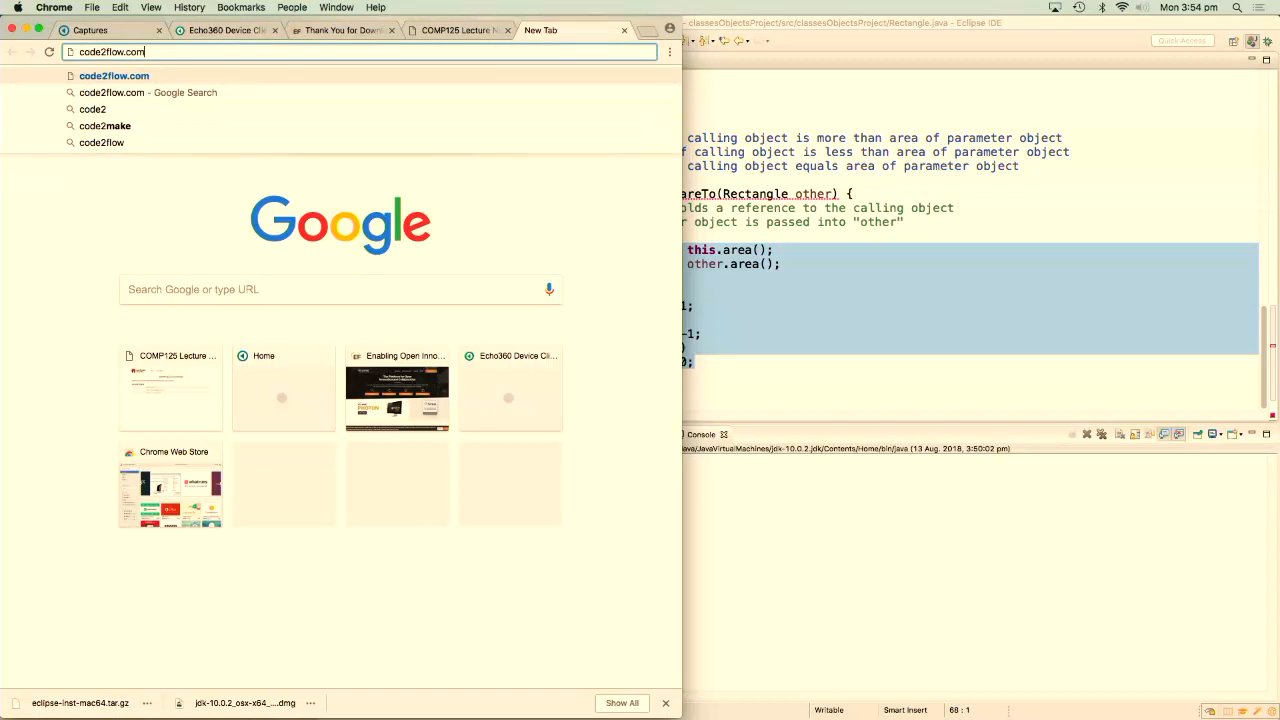 Chrome File Edit View History Bookmarks People Window Help
Mon 3:54 pm
Captures
Echo360 Device Cli
Thank You for Downl
COMP125 Lecture N
New Tab
code2flow.com
code2flow.com
code2flow.com - Google Search
code2
code2make
code2flow
Google
Search Google or type URL
COMP125 Lecture ...
Home
Enabling Open Inno...
Echo360 Device Cli...
Chrome Web Store
eclipse-inst-mac64.tar.gz
jdk-10.0.2_osx-x64_....dmg
Show All
classesObjectsProject/src/classesObjectsProject/Rectangle.java - Eclipse IDE
Quick Access
calling object is more than area of parameter object
f calling object is less than area of parameter object
calling object equals area of parameter object
areTo(Rectangle other) {
olds a reference to the calling object
r object is passed into "other"
this.area();
other.area();
1;
-1;
)
0;
Console
ava/JavaVirtualMachines/jdk-10.0.2.jdk/Contents/Home/bin/java (13 Aug. 2018, 3:50:02 pm)
Writable
Smart Insert
68 : 1